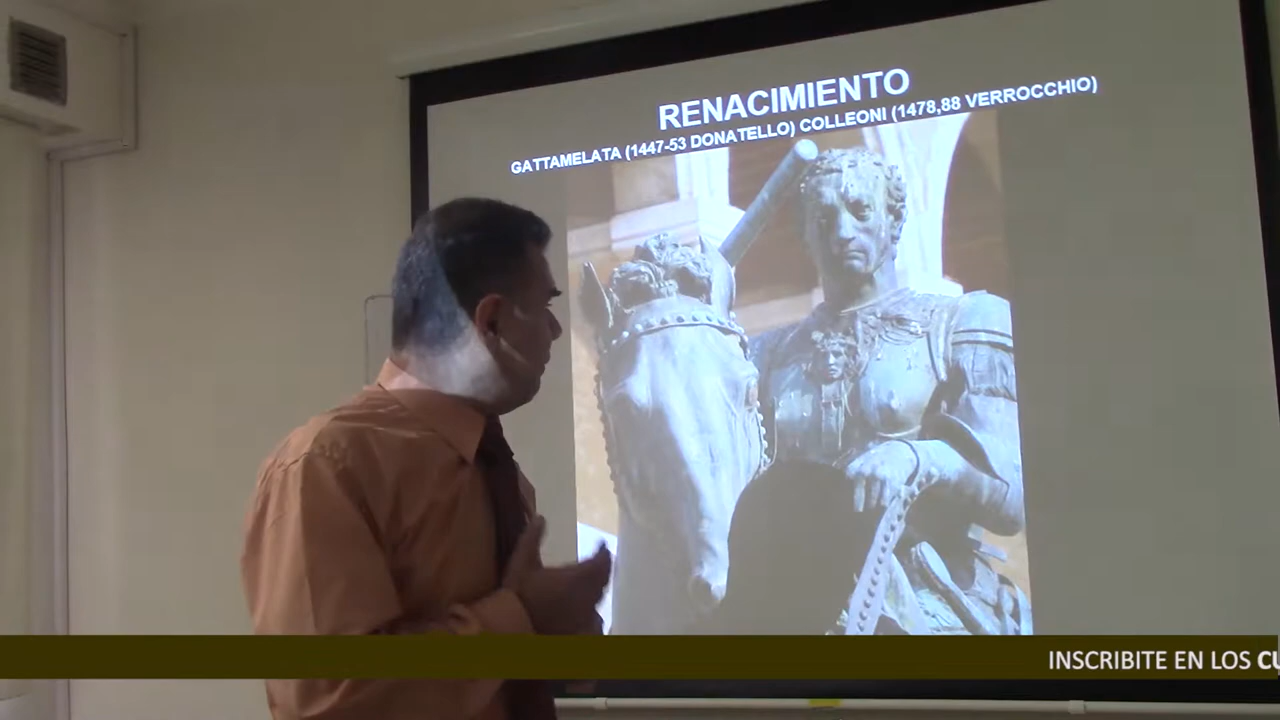 RENACIMIENTO
GATTAMELATA (1447-53 DONATELLO) COLLEONI (1478,88 VERROCCHIO)
INSCRIBITE EN LOS